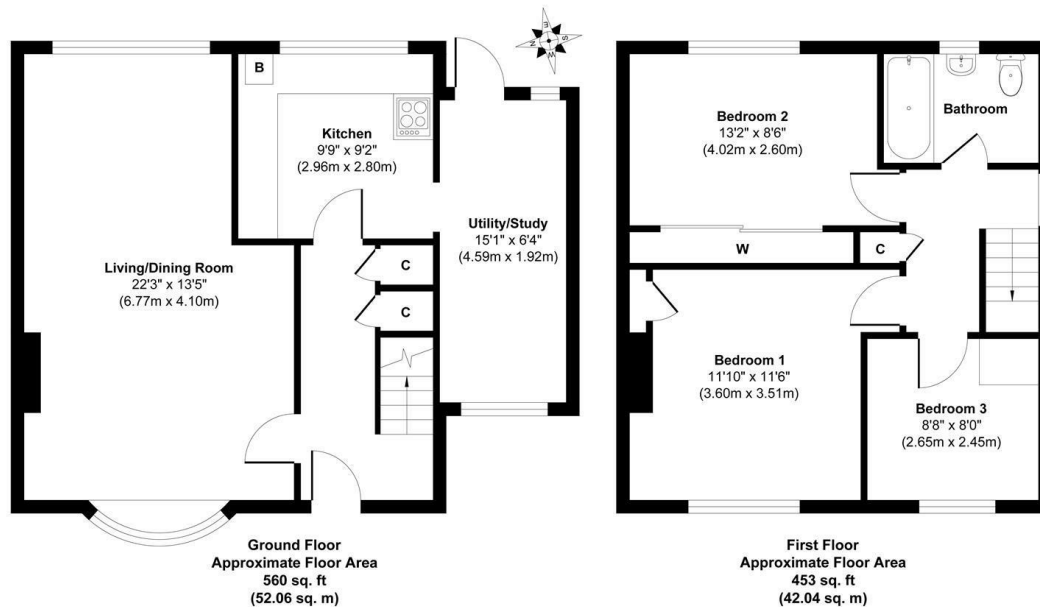 B
Kitchen
9'9" x 9'2"
(2.96m x 2.80m)
Utility/Study
15'1" x 6'4"
(4.59m x 1.92m)
Living/Dining Room
22'3" x 13'5"
(6.77m x 4.10m)
C
C
N
E
S
W
Ground Floor
Approximate Floor Area
560 sq. ft
(52.06 sq. m)
Bedroom 2
13'2" x 8'6"
(4.02m x 2.60m)
Bathroom
W
C
Bedroom 1
11'10" x 11'6"
(3.60m x 3.51m)
Bedroom 3
8'8" x 8'0"
(2.65m x 2.45m)
First Floor
Approximate Floor Area
453 sq. ft
(42.04 sq. m)